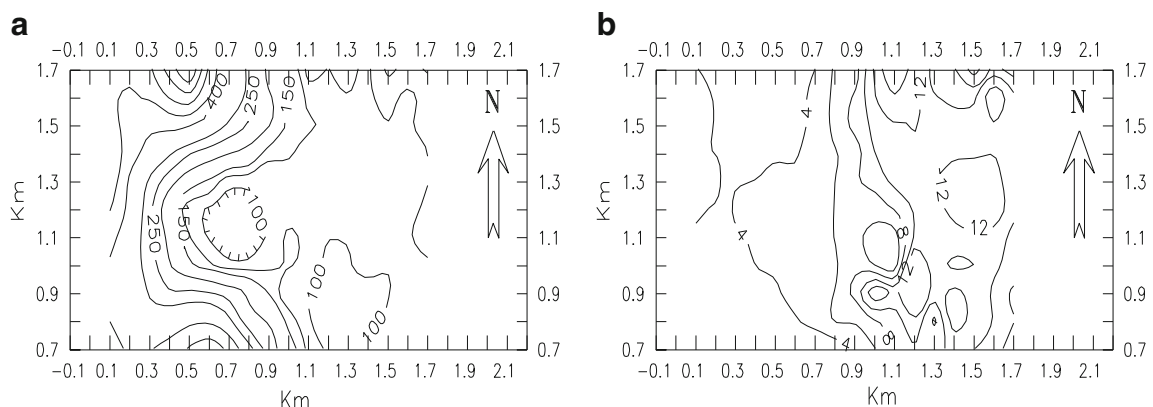 a
b
−0.1 0.1 0.3 0.5 0.7 0.9 1.1 1.3 1.5 1.7 1.9 2.1
−0.1 0.1 0.3 0.5 0.7 0.9 1.1 1.3 1.5 1.7 1.9 2.1
1.7 1.7 1.7 1.7
400 250 150 N
4 12 N
1.5 1.5 1.5 1.5
1.3 1.3 1.3 1.3
Km 250 150 100
Km 4 12 12
1.1 1.1 1.1 1.1
8
12
100
0.9 0.9 0.9 0.9
100
4 8
0.7 0.7 0.7 0.7
−0.1 0.1 0.3 0.5 0.7 0.9 1.1 1.3 1.5 1.7 1.9 2.1
−0.1 0.1 0.3 0.5 0.7 0.9 1.1 1.3 1.5 1.7 1.9 2.1
Km
Km